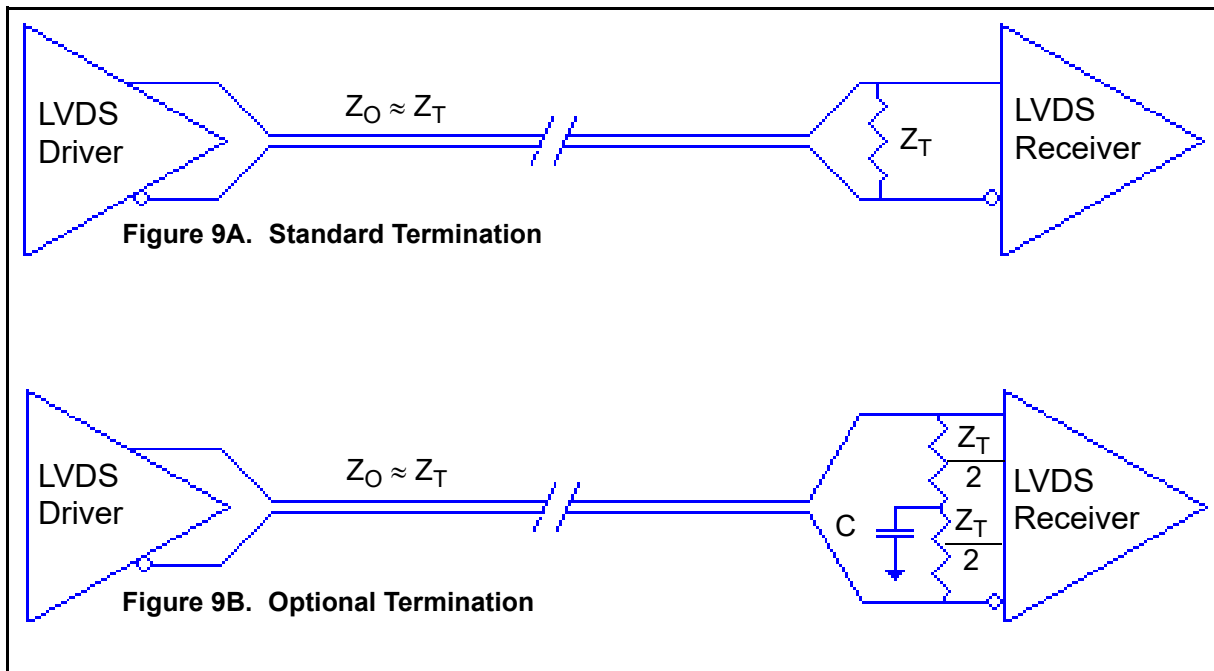 LVDS
Driver
Z_O ≈ Z_T
Z_T
LVDS
Receiver
Figure 9A. Standard Termination
LVDS
Driver
Z_O ≈ Z_T
C
Z_T
2
Z_T
2
LVDS
Receiver
Figure 9B. Optional Termination